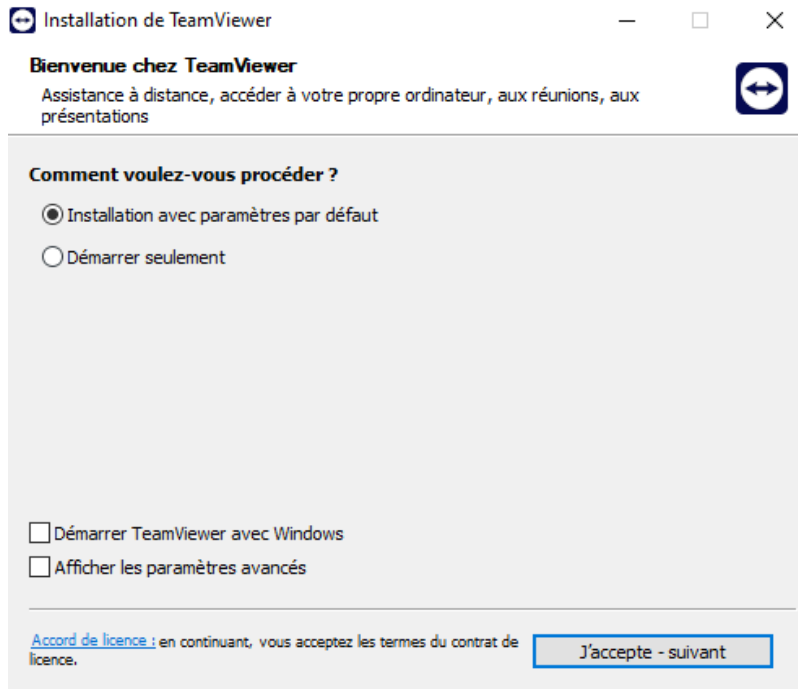 Installation de TeamViewer
Bienvenue chez TeamViewer
Assistance à distance, accéder à votre propre ordinateur, aux réunions, aux
présentations
Comment voulez-vous procéder ?
Installation avec paramètres par défaut
Démarrer seulement
Démarrer TeamViewer avec Windows
Afficher les paramètres avancés
Accord de licence : en continuant, vous acceptez les termes du contrat de
licence.
J'accepte - suivant